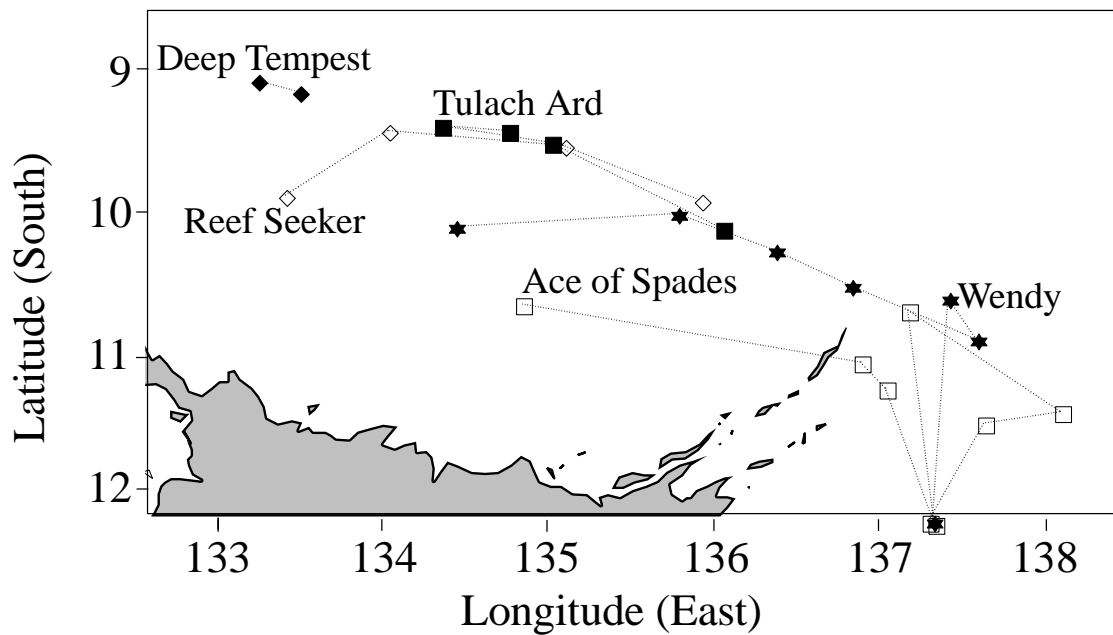 Deep Tempest
Tulach Ard
Reef Seeker
Ace of Spades
Wendy
9
10
11
12
Latitude (South)
133
134
135
136
137
138
Longitude (East)